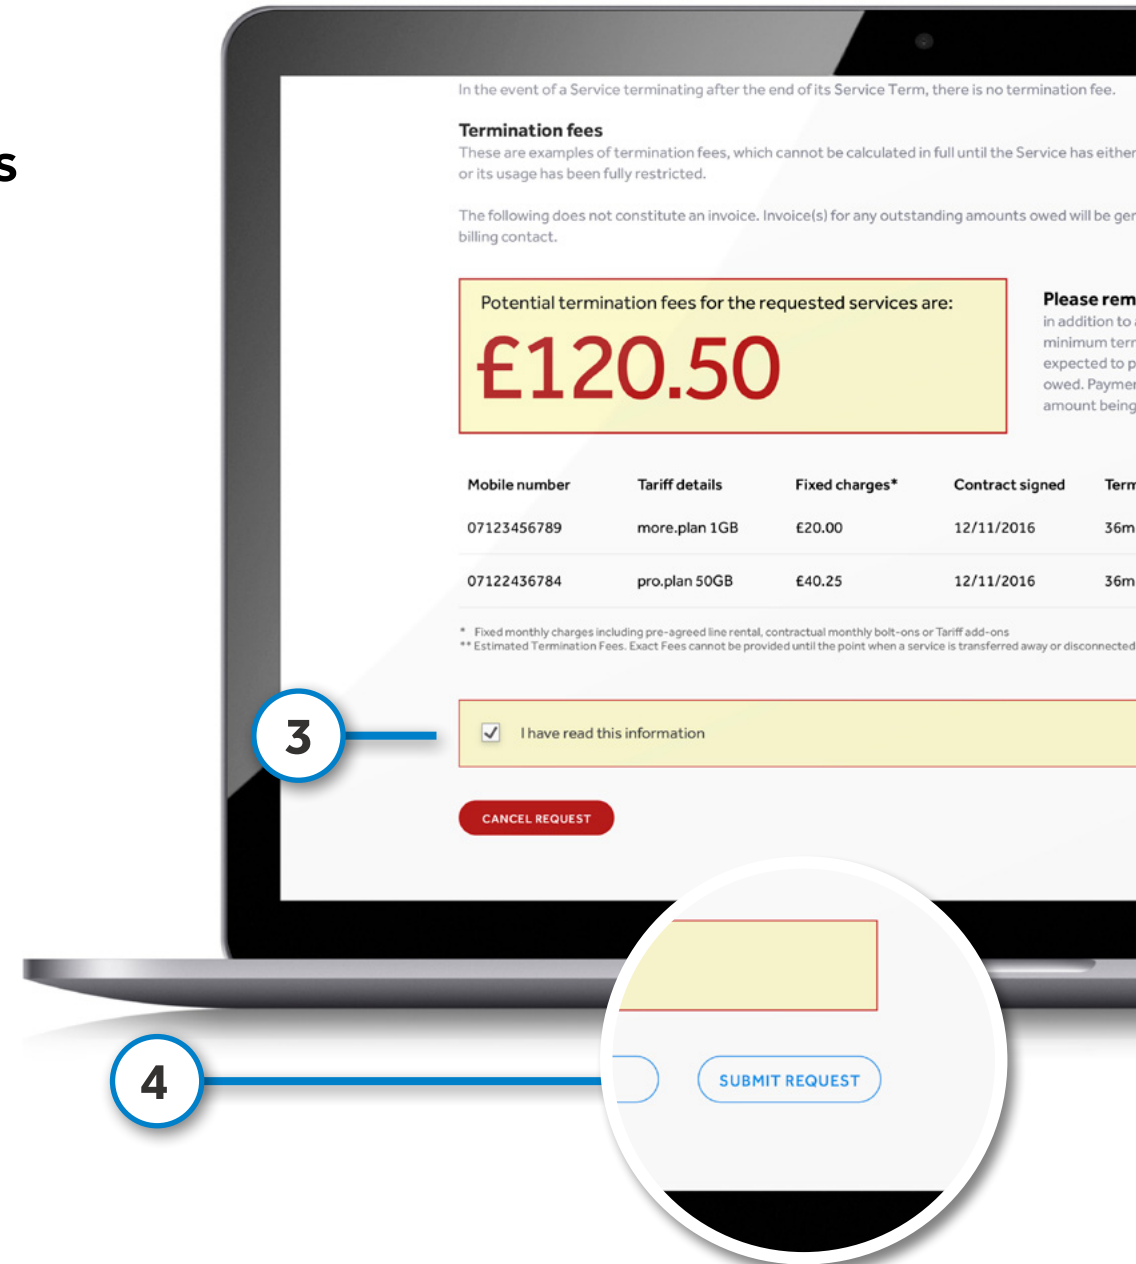 s
In the event of a Service terminating after the end of its Service Term, there is no termination fee.
Termination fees
These are examples of termination fees, which cannot be calculated in full until the Service has either
or its usage has been fully restricted.
The following does not constitute an invoice. Invoice(s) for any outstanding amounts owed will be
billing contact.
Potential termination fees for the requested services are:
£120.50
Please
in addition to
minimum
expected to
owed.
amount being
Mobile number Tariff details Fixed charges* Contract signed
07123456789 more.plan 1GB £20.00 12/11/2016 36m
07122436784 pro.plan 50GB £40.25 12/11/2016 36m
* Fixed monthly charges including pre-agreed line rental, contractual monthly bolt-ons or Tariff add-ons
** Estimated Termination Fees. Exact Fees cannot be provided until the point when a service is transferred away or disconnected
3
I have read this information
CANCEL REQUEST
4
SUBMIT REQUEST